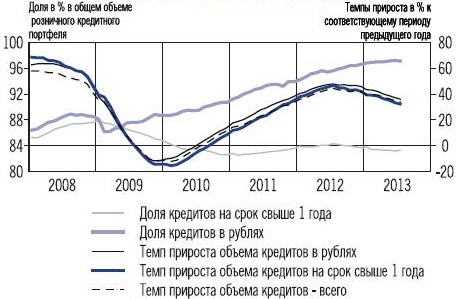 Доля в % в общем объеме
розничного кредитного
портфеля
Темпы прироста в % к
соответствующему периоду
предыдущего года
100 80
96 60
92 40
88 20
84 0
80 -20
2008 2009 2010 2011 2012 2013
Доля кредитов на срок свыше 1 года
Доля кредитов в рублях
Темп прироста объема кредитов в рублях
Темп прироста объема кредитов на срок свыше 1 года
Темп прироста объема кредитов - всего